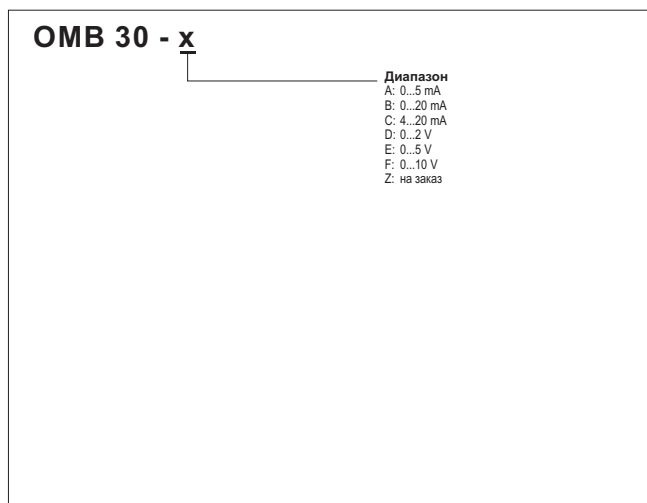 OMB 30 - x
Диапазон
A: 0...5 mA
B: 0...20 mA
C: 4...20 mA
D: 0...2 V
E: 0...5 V
F: 0...10 V
Z: на заказ